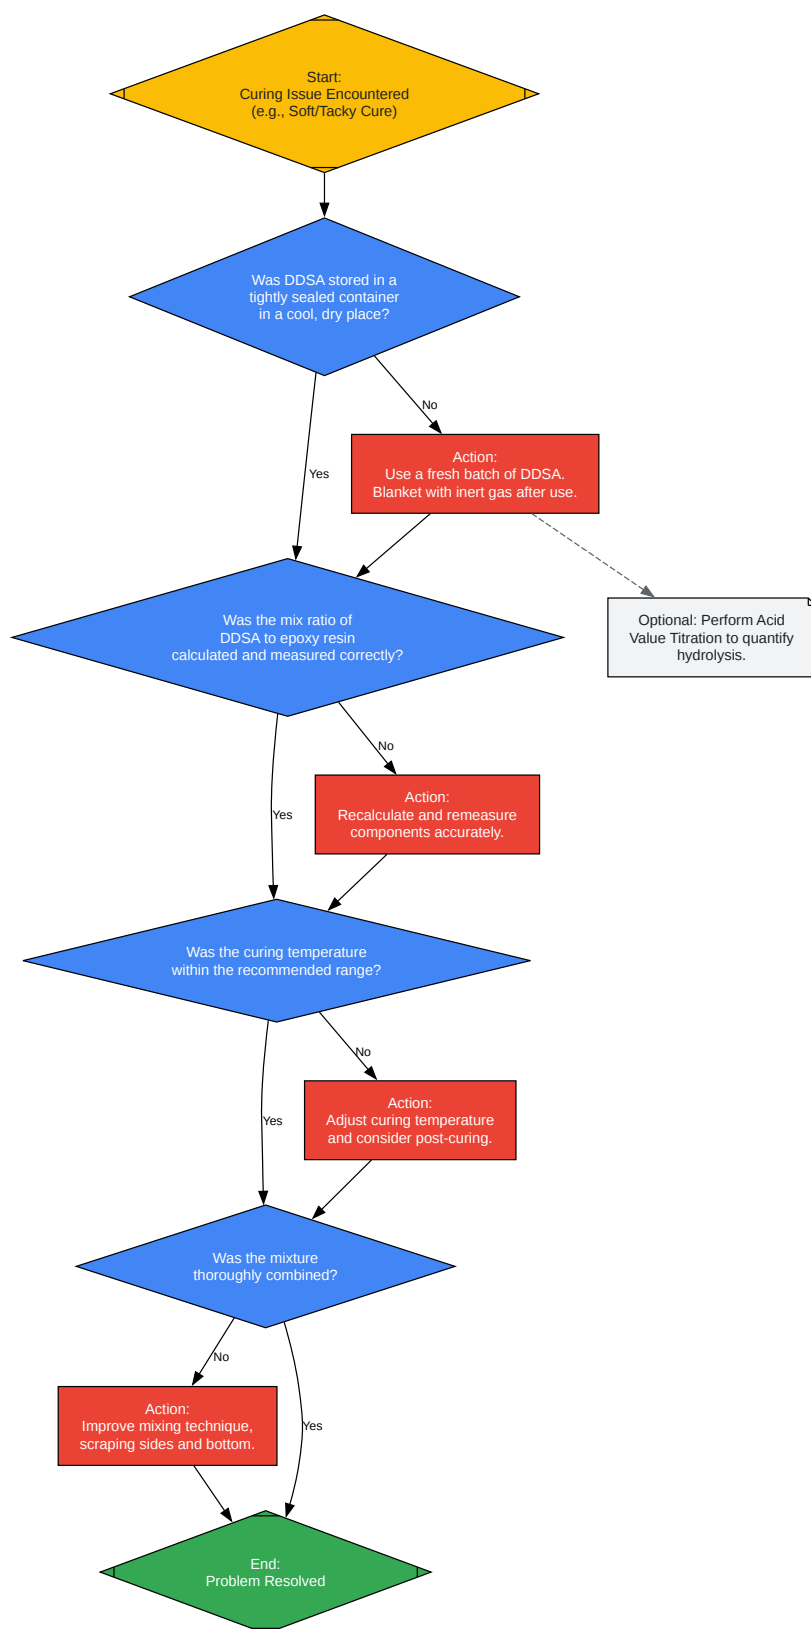 Start:
Curing Issue Encountered
(e.g., Soft/Tacky Cure)
Was DDSA stored in a
tightly sealed container
in a cool, dry place?
No
Yes
Action:
Use a fresh batch of DDSA.
Blanket with inert gas after use.
Was the mix ratio of
DDSA to epoxy resin
calculated and measured correctly?
Optional: Perform Acid
Value Titration to quantify
hydrolysis.
No
Yes
Action:
Recalculate and remeasure
components accurately.
Was the curing temperature
within the recommended range?
No
Yes
Action:
Adjust curing temperature
and consider post-curing.
Was the mixture
thoroughly combined?
No
Yes
Action:
Improve mixing technique,
scraping sides and bottom.
End:
Problem Resolved